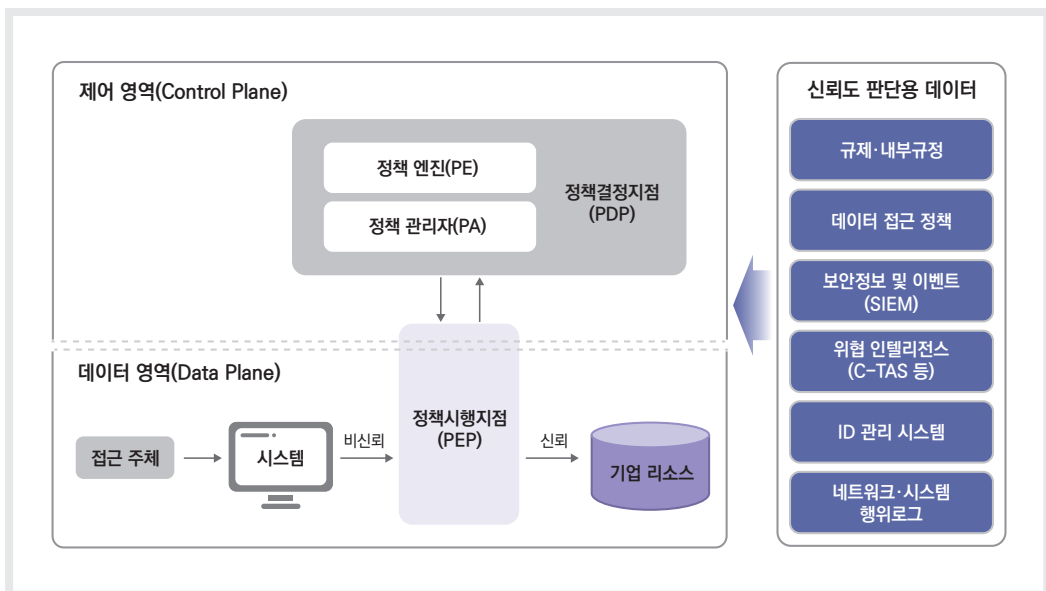 제어 영역(Control Plane)
정책 엔진(PE)
정책 관리자(PA)
정책결정지점
(PDP)
데이터 영역(Data Plane)
접근 주체
시스템
비신뢰
정책시행지점
(PEP)
신뢰
기업 리소스
신뢰도 판단용 데이터
규제·내부규정
데이터 접근 정책
보안정보 및 이벤트
(SIEM)
위협 인텔리전스
(C-TAS 등)
ID 관리 시스템
네트워크·시스템
행위로그